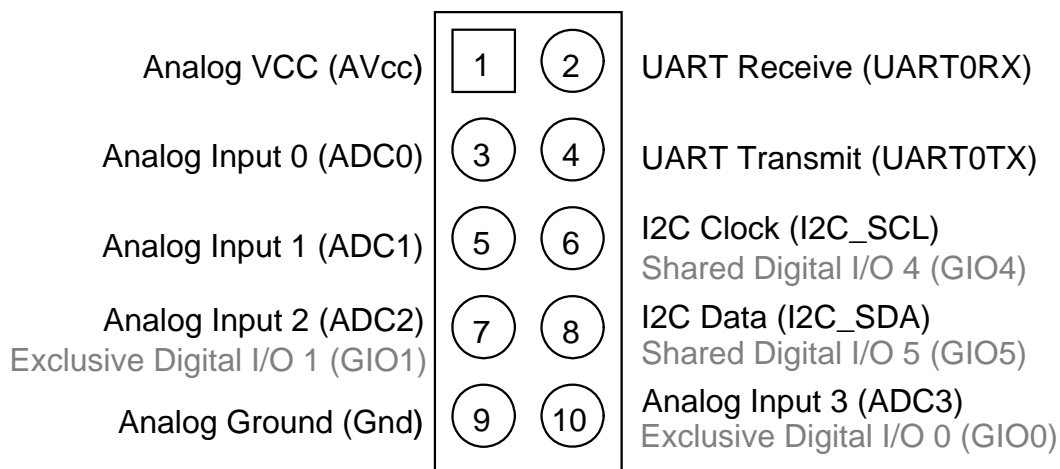 Analog VCC (AVcc) 1 2 UART Receive (UART0RX)
Analog Input 0 (ADC0) 3 4 UART Transmit (UART0TX)
Analog Input 1 (ADC1) 5 6 I2C Clock (I2C_SCL)
Shared Digital I/O 4 (GIO4)
Analog Input 2 (ADC2) 7 8 I2C Data (I2C_SDA)
Exclusive Digital I/O 1 (GIO1) Shared Digital I/O 5 (GIO5)
Analog Ground (Gnd) 9 10 Analog Input 3 (ADC3)
Exclusive Digital I/O 0 (GIO0)